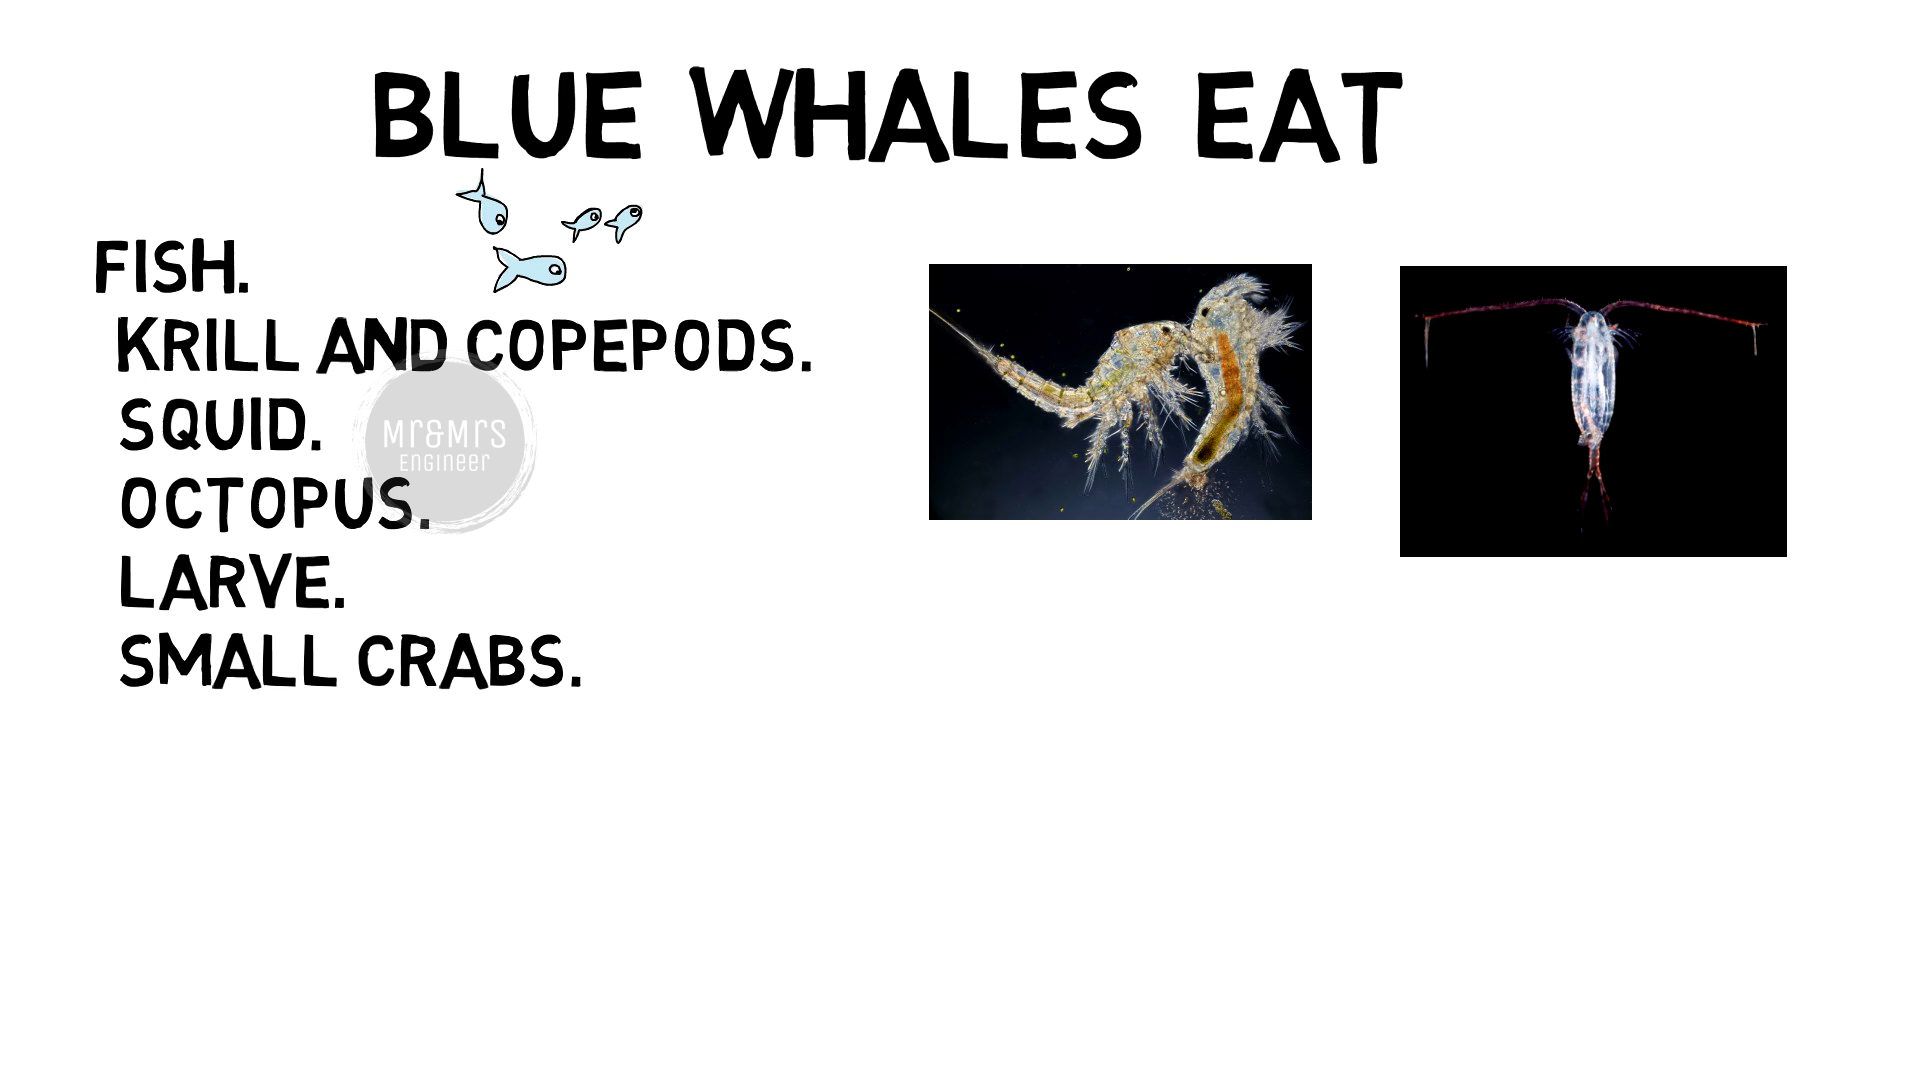 BLUE WHALES EAT
FISH.
KRILL AND COPEPODS.
SQUID.
Mr&Mrs
Engineer
OCTOPUS.
LARVE.
SMALL CRABS.